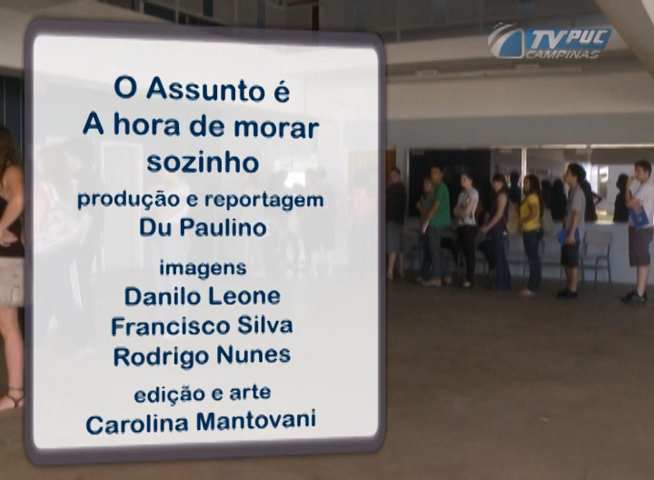 TV PUC
CAMPINAS
O Assunto é
A hora de morar
sozinho
produção e reportagem
Du Paulino
imagens
Danilo Leone
Francisco Silva
Rodrigo Nunes
edição e arte
Carolina Mantovani